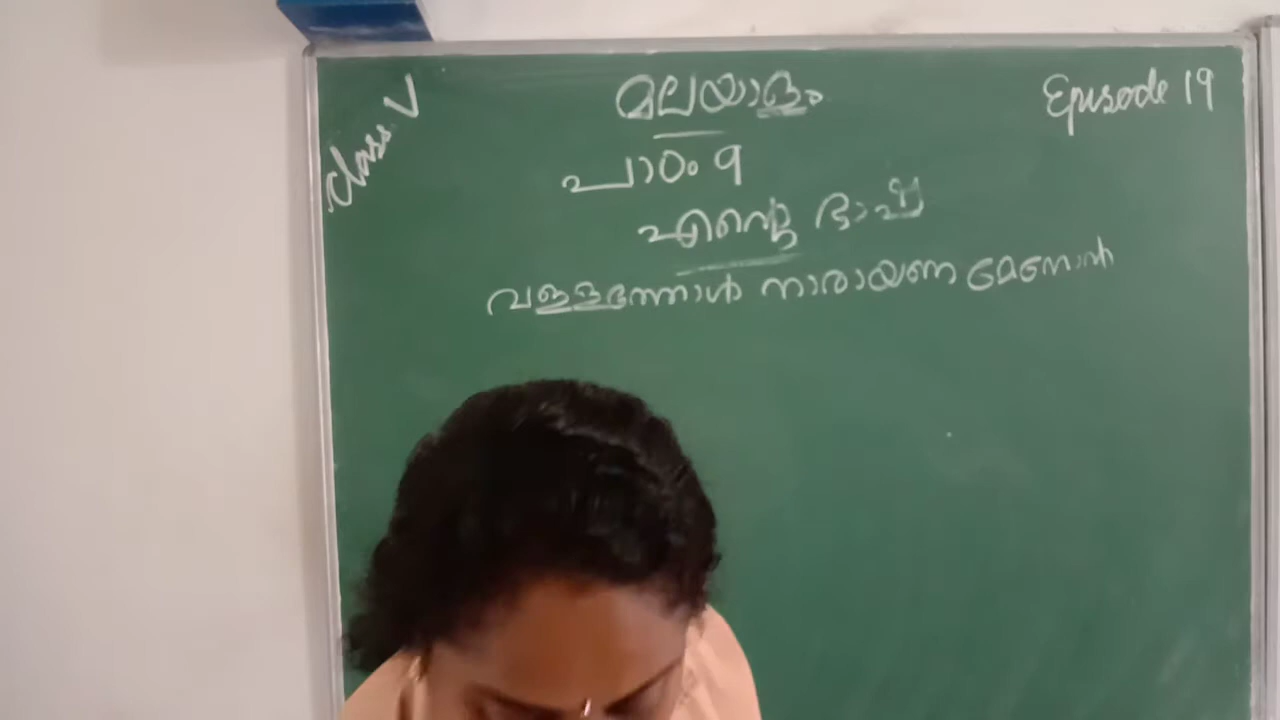 class V
മലയാളം
Episode 19
പാഠം 9
എന്റെ ഭാഷ
വള്ളത്തോൾ നാരായണ മേനോൻ